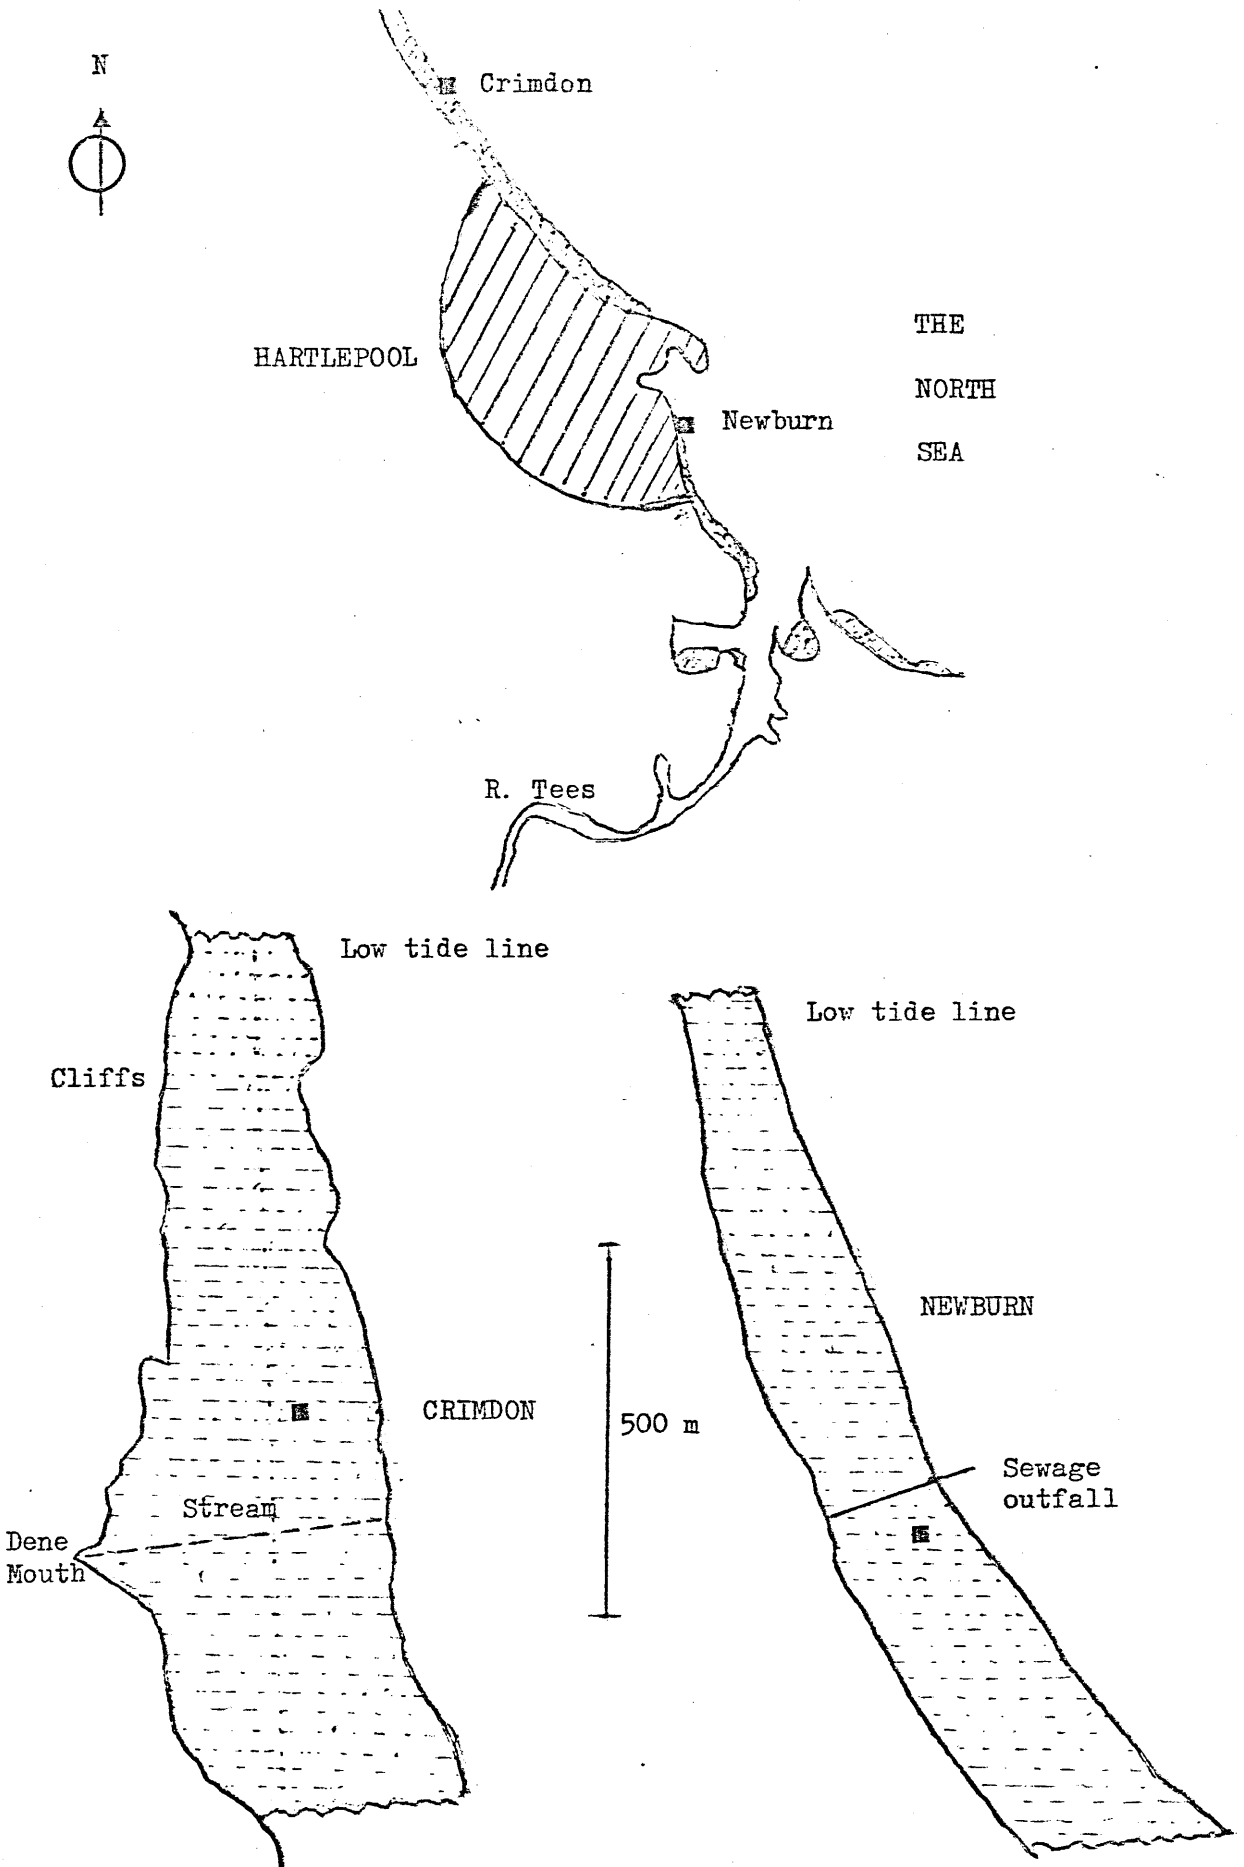 N
Crimdon
HARTLEPOOL
THE
NORTH
SEA
Newburn
R. Tees
Low tide line
Low tide line
Cliffs
NEWBURN
CRIMDON
500 m
Sewage
outfall
Stream
Dene
Mouth